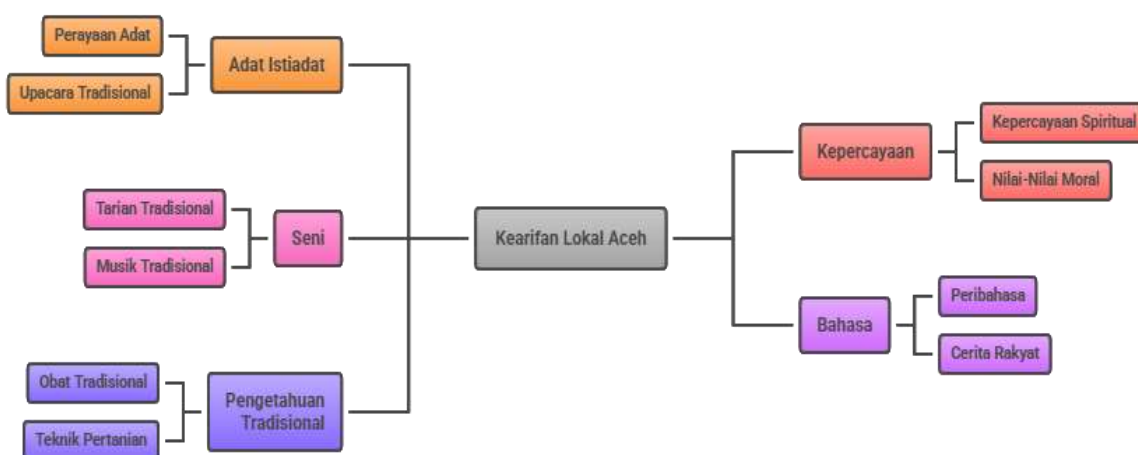 Perayaan Adat
Upacara Tradisional
Adat Istiadat
Tarian Tradisional
Musik Tradisional
Seni
Obat Tradisional
Teknik Pertanian
Pengetahuan
Tradisional
Kearifan Lokal Aceh
Kepercayaan
Kepercayaan Spiritual
Nilai-Nilai Moral
Bahasa
Peribahasa
Cerita Rakyat